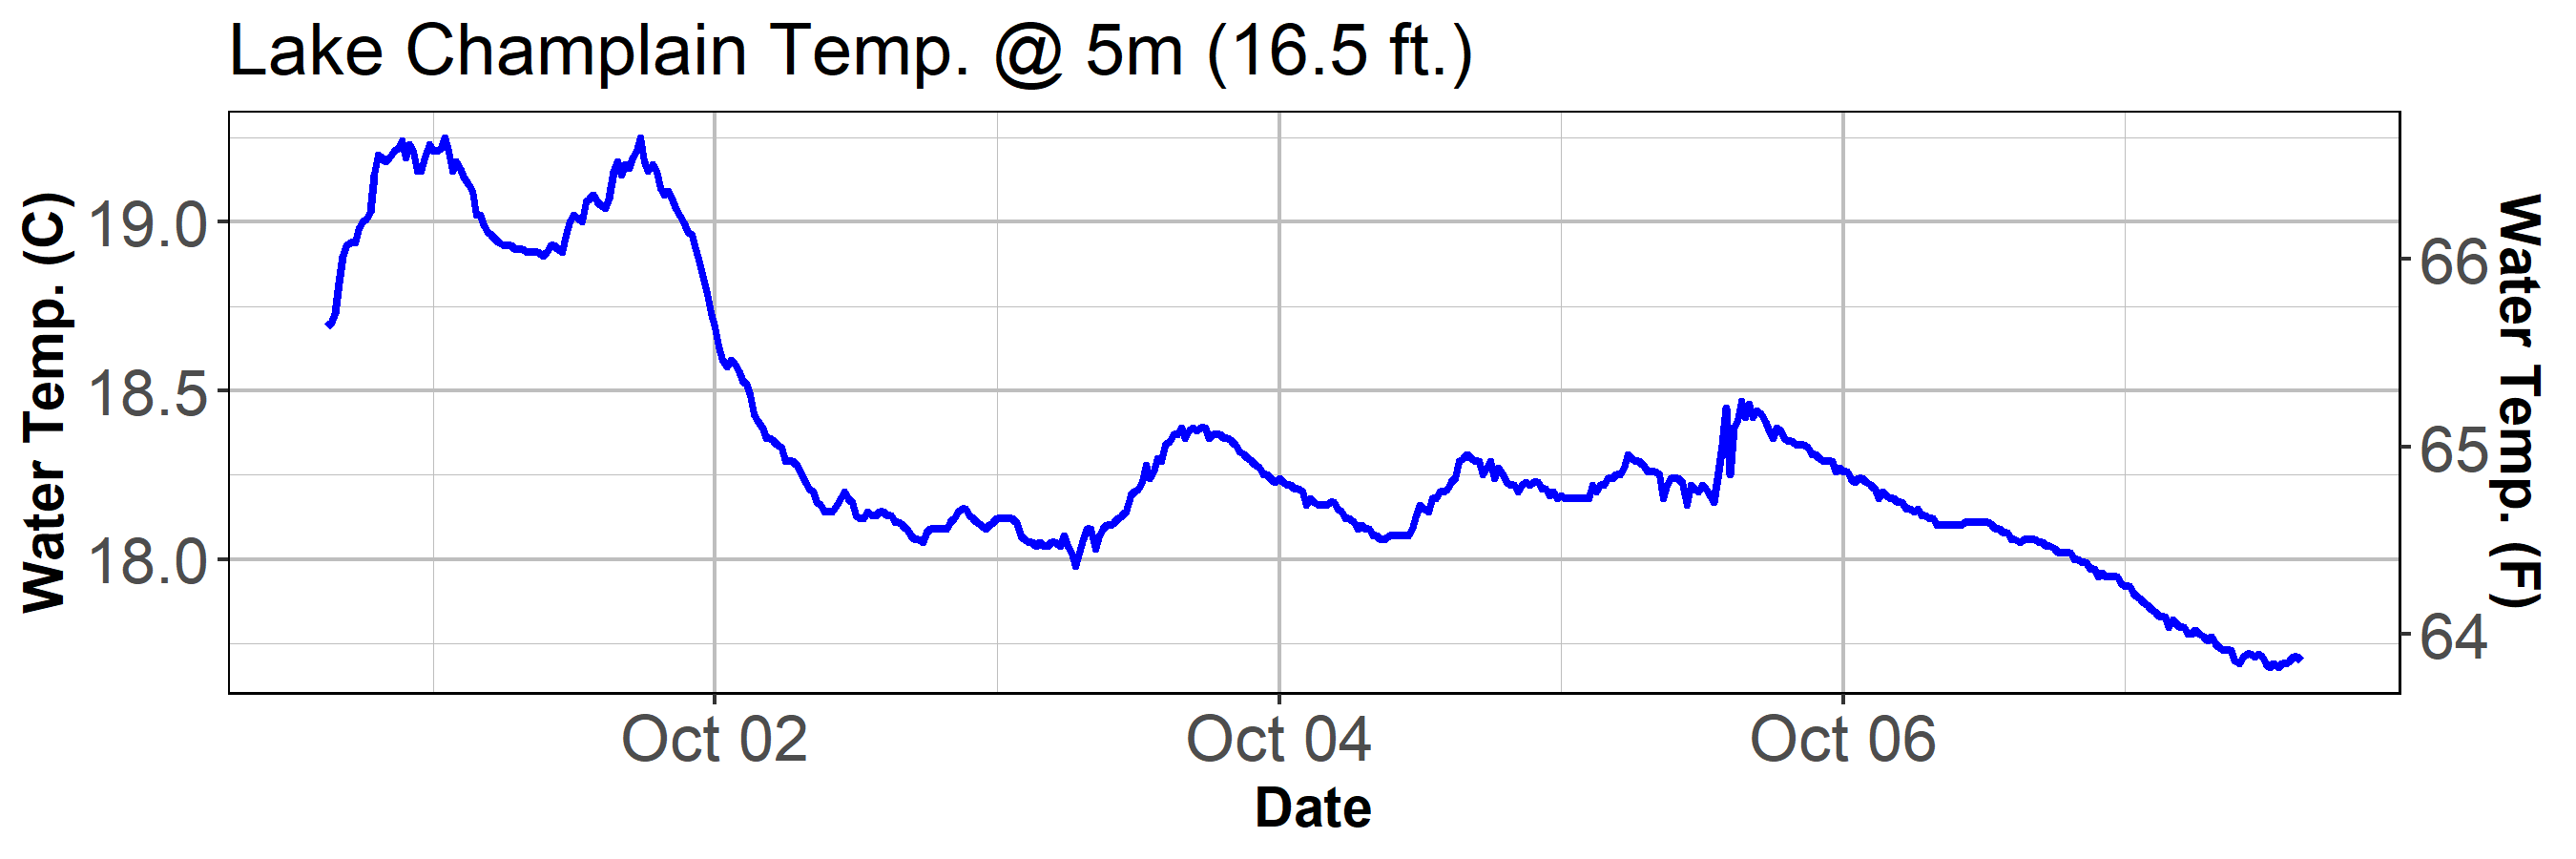 Lake Champlain Temp. @ 5m (16.5 ft.)
Water Temp. (C)
19.0
18.5
18.0
66
65
64
Water Temp. (F)
Oct 02 Oct 04 Oct 06
Date